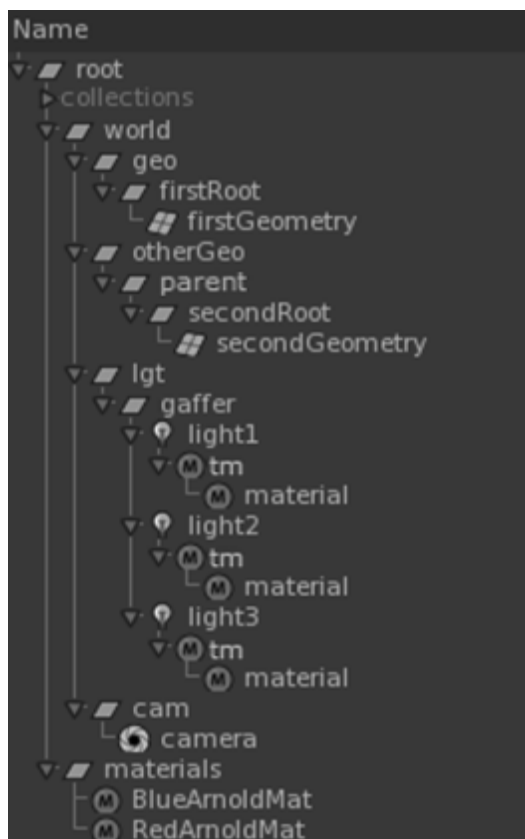 Name
root
collections
world
geo
firstRoot
firstGeometry
otherGeo
parent
secondRoot
secondGeometry
lgt
gaffer
light1
tm
material
light2
tm
material
light3
tm
material
cam
camera
materials
BlueArnoldMat
RedArnoldMat